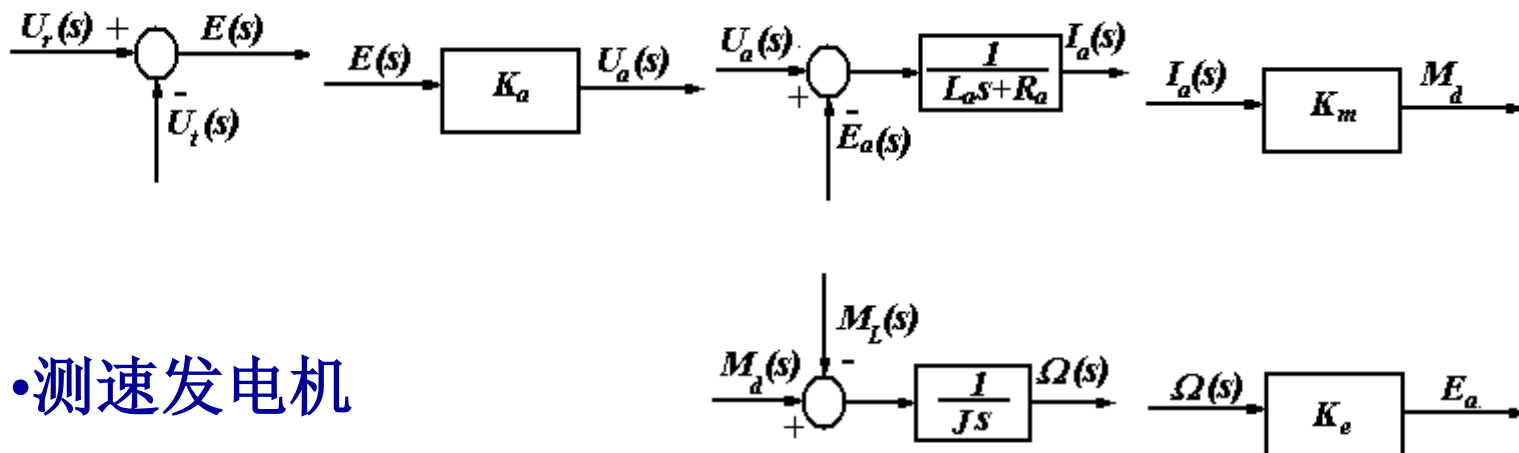 U_r(s) + E(s)
-
U_t(s)
E(s) K_a U_a(s)
U_a(s) 1 I_a(s)
+ L_a s+R_a
-
E_a(s)
I_a(s) K_m M_d
M_L(s)
-
M_d(s) 1 Ω(s)
+ Js
Ω(s) K_e E_a
•测速发电机